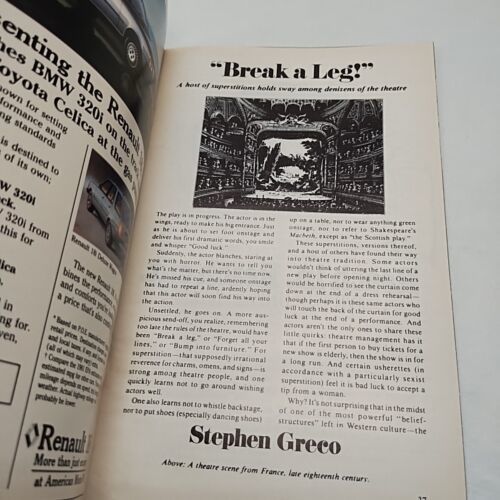 senting the Renault
hes BMW 320i on the
Toyota Celica at the gas
down for setting
formance and
ing standards
is destined to
of its own:
W 320i
ck.
320i from
this for
lica
ing for.
ve.
Renault 18i
The new Renault
bines the
and comforts
a price that's
Renault
More than just
at American
"Break a Leg!"
A host of superstitions holds sway among denizens of the theatre
The play is in progress. The actor is in the
wings, ready to make his big entrance. Just
as he is about to set foot onstage and
deliver his first dramatic words, you smile
and whisper "Good luck."
Suddenly, the actor blanches, staring at
you with horror. He wants to tell you
what's the matter, but there's no time now.
He's missed his cue, and someone onstage
has had to repeat a line, ardently hoping
that this actor will soon find his way into
the action.
Unsettled, he goes on. A more aus-
picious send-off, you realize, remembering
too late the rules of the theatre, would have
been "Break a leg," or "Forget all your
lines," or "Bump into furniture." For
superstition—that supposedly irrational
reverence for charms, omens, and signs—is
strong among theatre people, and one
quickly learns not to go around wishing
actors well.
One also learns not to whistle backstage,
nor to put shoes (especially dancing shoes)
up on a table, nor to wear anything green
onstage, nor to refer to Shakespeare's
Macbeth, except as "the Scottish play."
These superstitions, versions thereof,
and a host of others have found their way
into theatre tradition. Some actors
wouldn't think of uttering the last line of a
new play before opening night. Others
would be horrified to see the curtain come
down at the end of a dress rehearsal—
though perhaps it is these same actors who
will touch the back of the curtain for good
luck at the end of a performance. And
actors aren't the only ones to share these
little quirks: theatre management has it
that if the first person to buy tickets for a
new show is elderly, then the show is in for
a long run. And certain usherettes (in
accordance with a particularly sexist
superstition) feel it is bad luck to accept a
tip from a woman.
Why? It's not surprising that in the midst
of one of the most powerful "belief-
structures" left in Western culture—the
Stephen Greco
Above: A theatre scene from France, late eighteenth century.
37